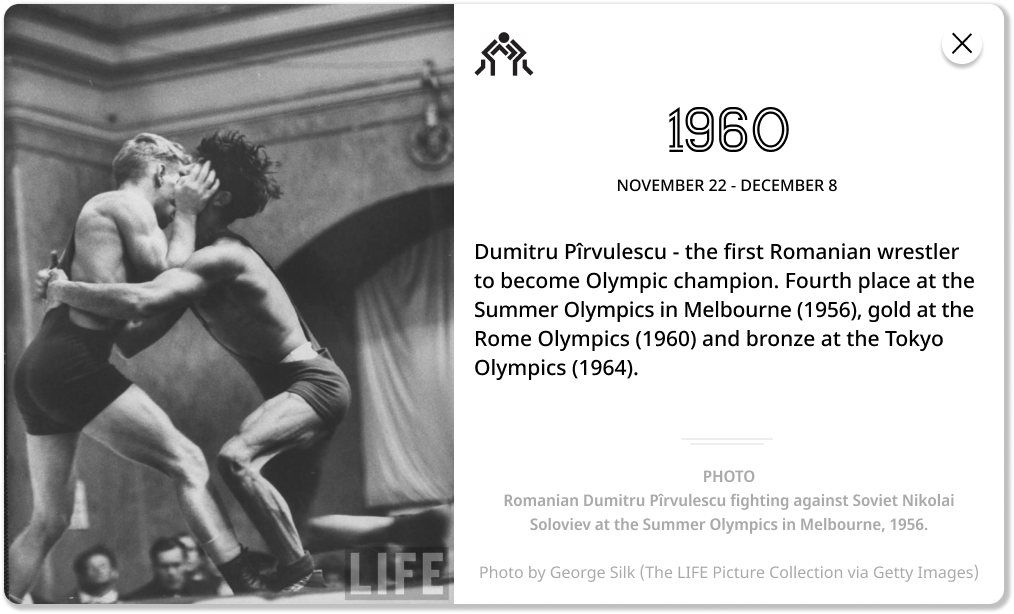 1960
NOVEMBER 22 - DECEMBER 8
Dumitru Pîrvulescu - the first Romanian wrestler
to become Olympic champion. Fourth place at the
Summer Olympics in Melbourne (1956), gold at the
Rome Olympics (1960) and bronze at the Tokyo
Olympics (1964).
PHOTO
Romanian Dumitru Pîrvulescu fighting against Soviet Nikolai
Soloviev at the Summer Olympics in Melbourne, 1956.
Photo by George Silk (The LIFE Picture Collection via Getty Images)
LIFE